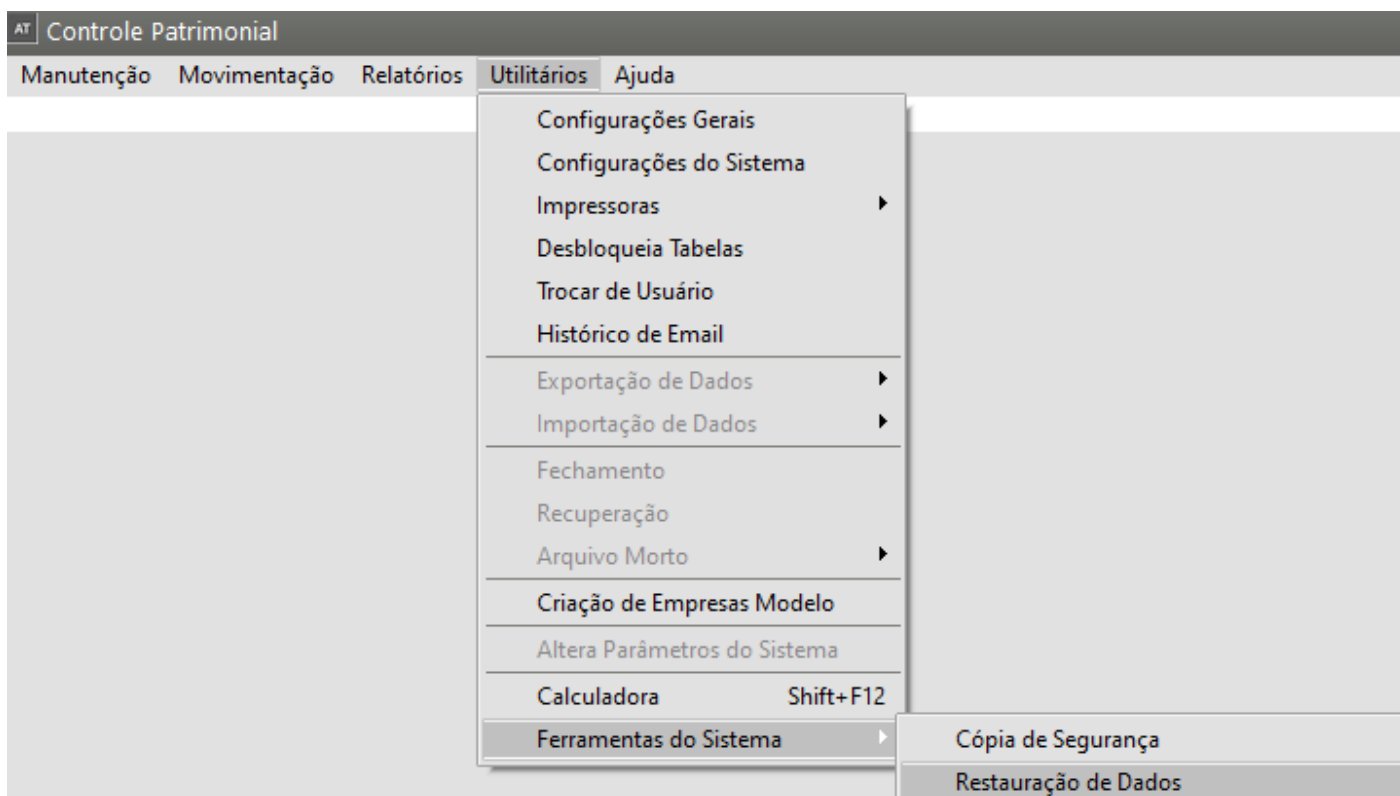 AT Controle Patrimonial
Manutenção Movimentação Relatórios Utilitários Ajuda
Configurações Gerais
Configurações do Sistema
Impressoras
Desbloqueia Tabelas
Trocar de Usuário
Histórico de Email
Exportação de Dados
Importação de Dados
Fechamento
Recuperação
Arquivo Morto
Criação de Empresas Modelo
Altera Parâmetros do Sistema
Calculadora Shift+F12
Ferramentas do Sistema
Cópia de Segurança
Restauração de Dados